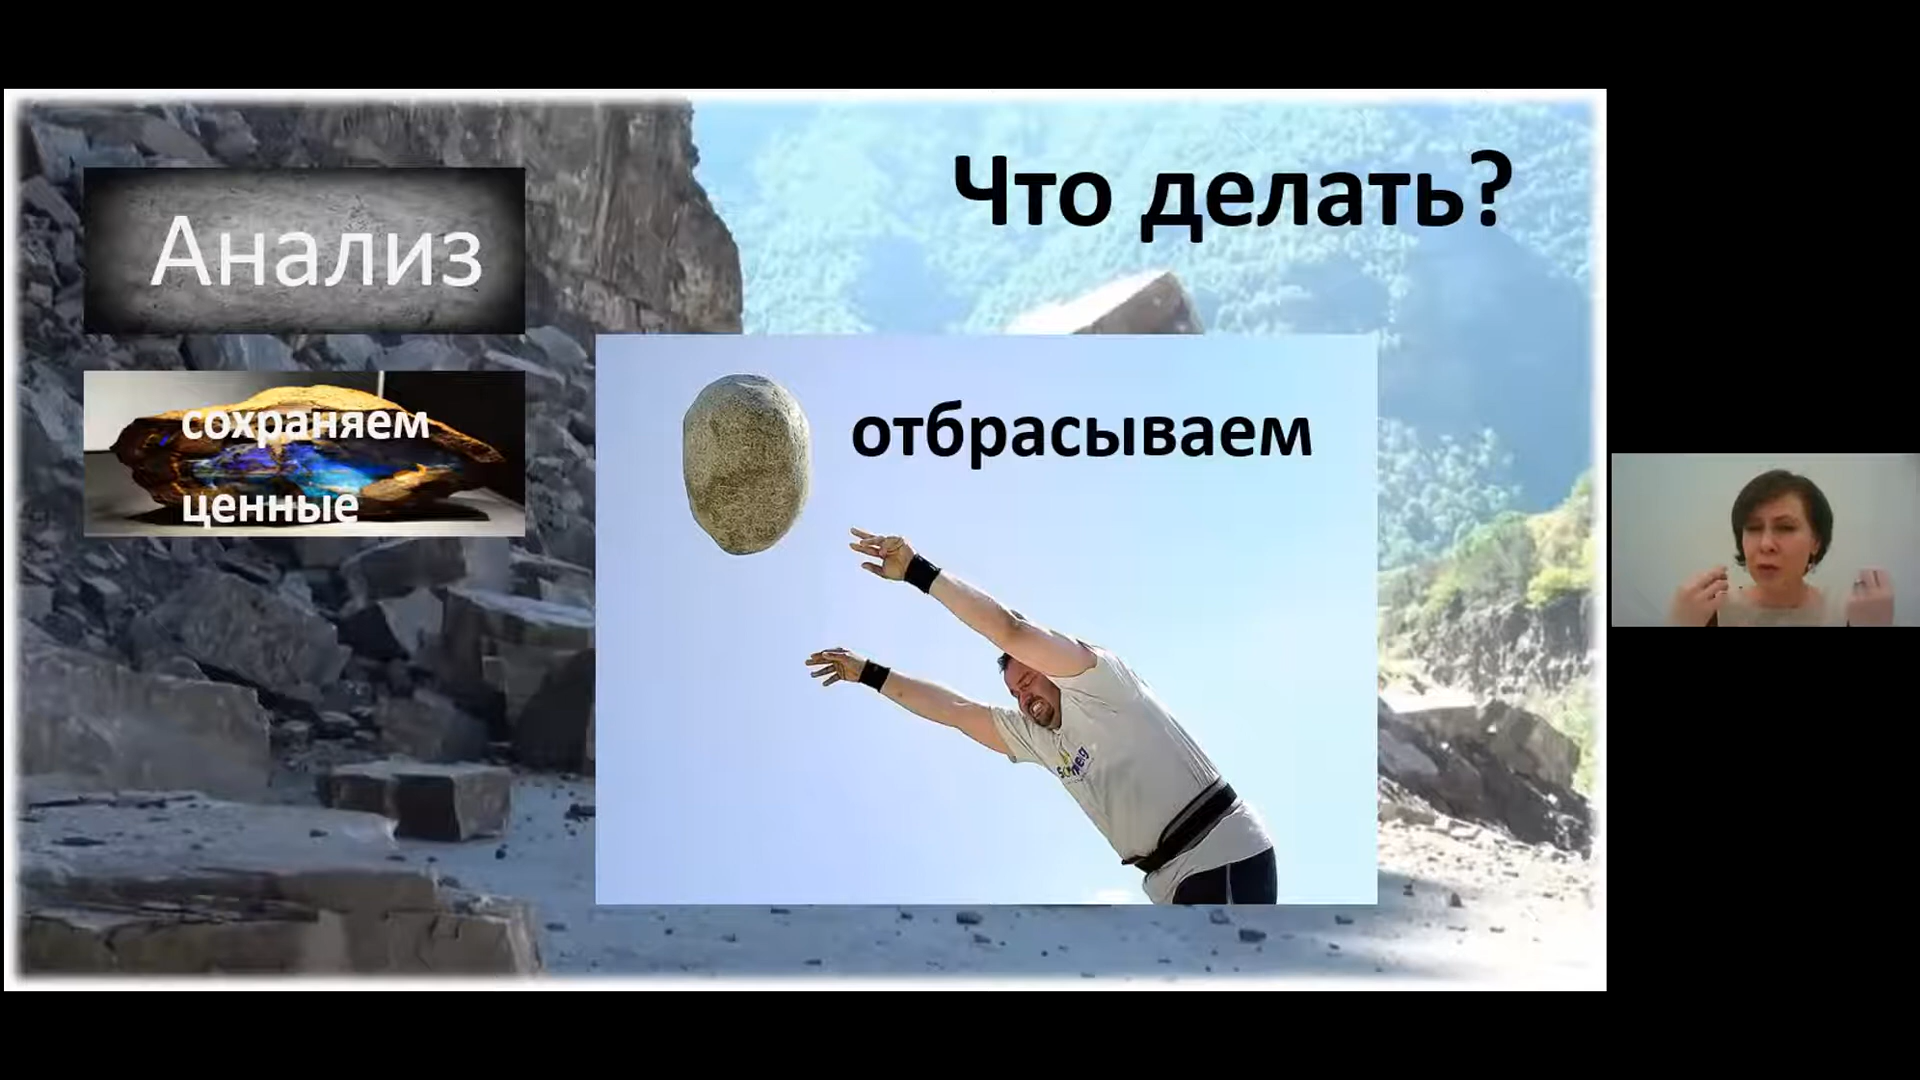 Что делать?
Анализ
сохраняем
ценные
отбрасываем